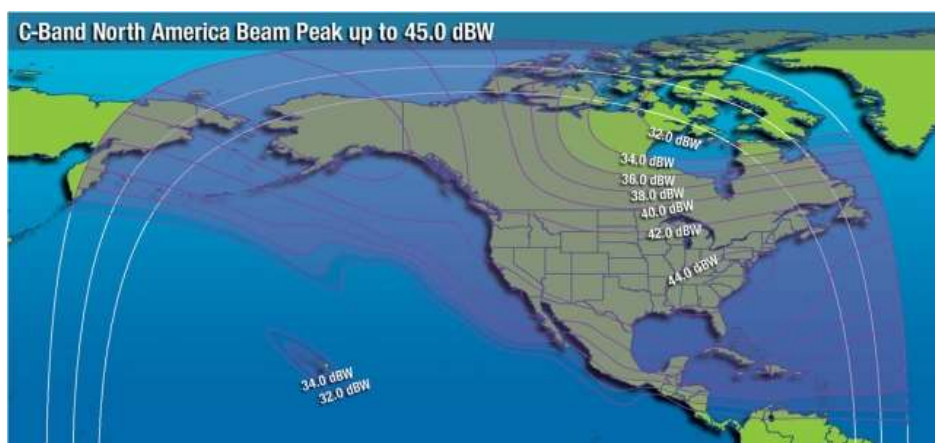 C-Band North America Beam Peak up to 45.0 dBW
32.0 dBW
34.0 dBW
36.0 dBW
38.0 dBW
40.0 dBW
42.0 dBW
44.0 dBW
34.0 dBW
32.0 dBW